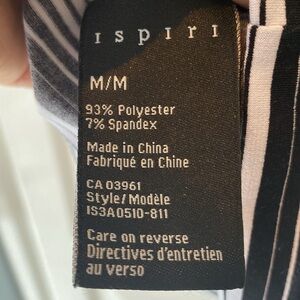 ISPIRI
M/M
93% Polyester
7% Spandex
Made in China
Fabriqué en Chine
CA 03961
Style/Modèle
IS3A0510-811
Care on reverse
Directives d'entretien
au verso